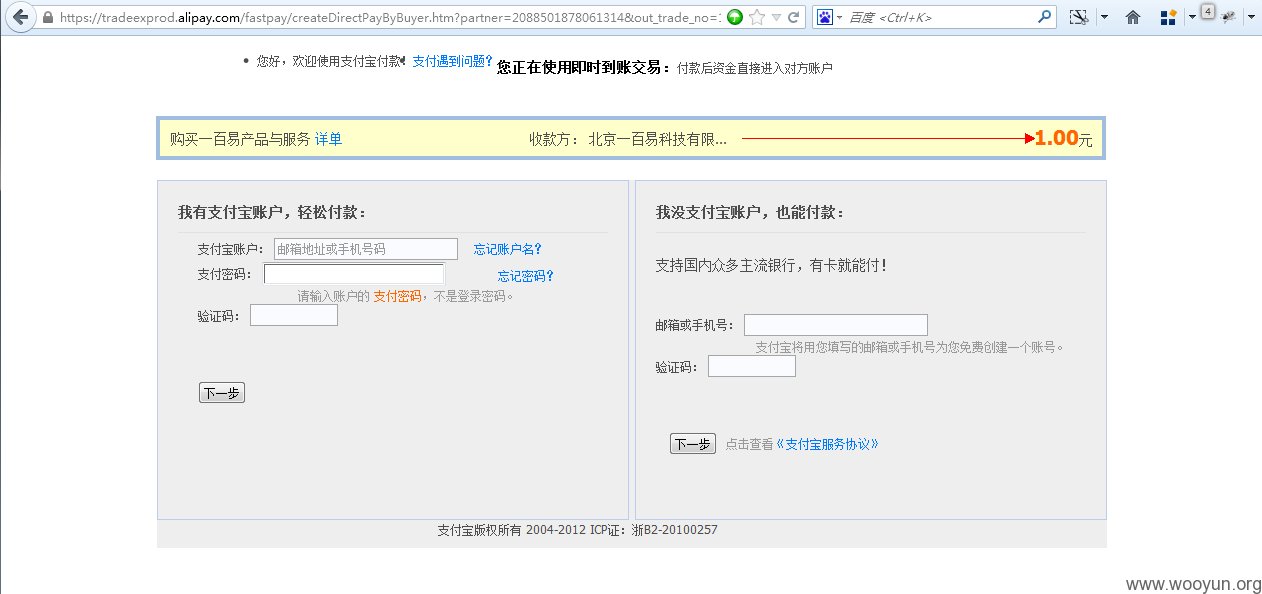 https://tradeexprod.alipay.com/fastpay/createDirectPayByBuyer.htm?partner=2088501878061314&out_trade_no=
百度 <Ctrl+K>
4
您好，欢迎使用支付宝付款! 支付遇到问题? 您正在使用即时到账交易：付款后资金直接进入对方账户
购买一百易产品与服务 详单 收款方： 北京一百易科技有限... 1.00元
我有支付宝账户，轻松付款：
支付宝账户： 邮箱地址或手机号码 忘记账户名?
支付密码： 忘记密码?
请输入账户的 支付密码，不是登录密码。
验证码：
下一步
我没支付宝账户，也能付款：
支持国内众多主流银行，有卡就能付！
邮箱或手机号：
支付宝将用您填写的邮箱或手机号为您免费创建一个账号。
验证码：
下一步 点击查看《支付宝服务协议》
支付宝版权所有 2004-2012 ICP证：浙B2-20100257
www.wooyun.org